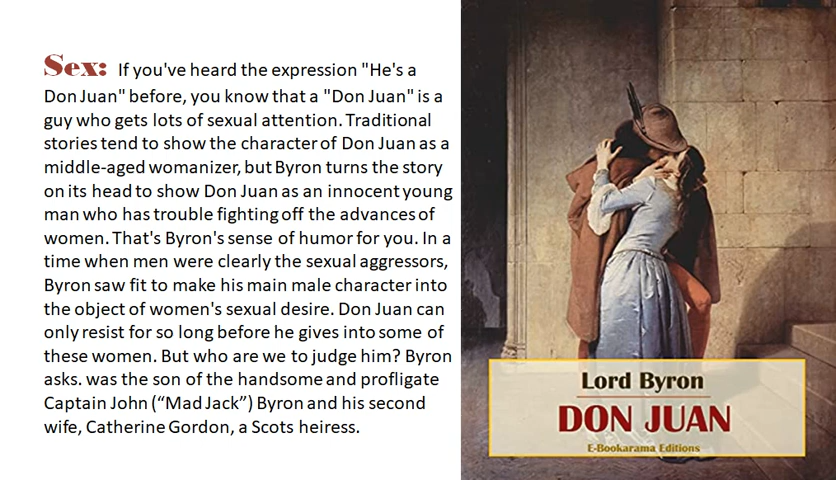 Sex: If you've heard the expression "He's a
Don Juan" before, you know that a "Don Juan" is a
guy who gets lots of sexual attention. Traditional
stories tend to show the character of Don Juan as a
middle-aged womanizer, but Byron turns the story
on its head to show Don Juan as an innocent young
man who has trouble fighting off the advances of
women. That's Byron's sense of humor for you. In a
time when men were clearly the sexual aggressors,
Byron saw fit to make his main male character into
the object of women's sexual desire. Don Juan can
only resist for so long before he gives into some of
these women. But who are we to judge him? Byron
asks. was the son of the handsome and profligate
Captain John (“Mad Jack”) Byron and his second
wife, Catherine Gordon, a Scots heiress.
Lord Byron
DON JUAN
E-Bookarama Editions